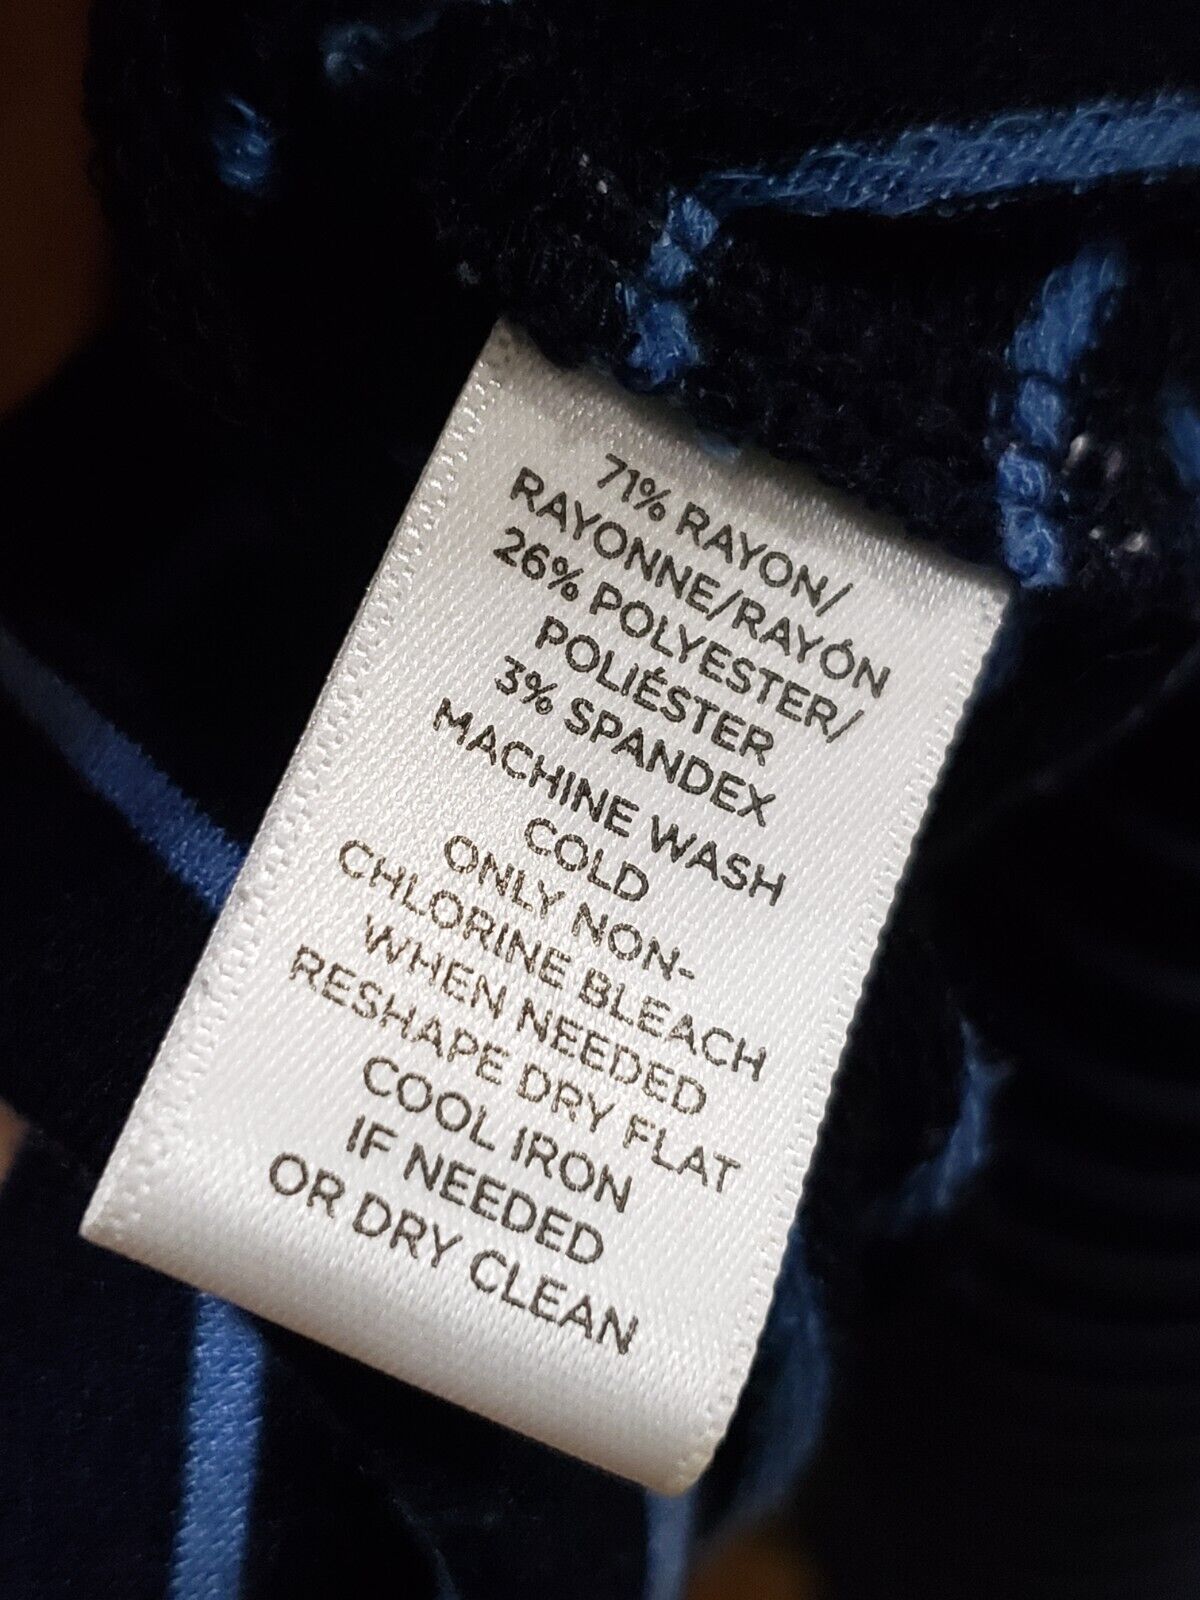 71% RAYON/
RAYONNE/RAYÓN
26% POLYESTER/
POLIÉSTER
3% SPANDEX
MACHINE WASH
COLD
ONLY NON-
CHLORINE BLEACH
WHEN NEEDED
RESHAPE DRY FLAT
COOL IRON
IF NEEDED
OR DRY CLEAN